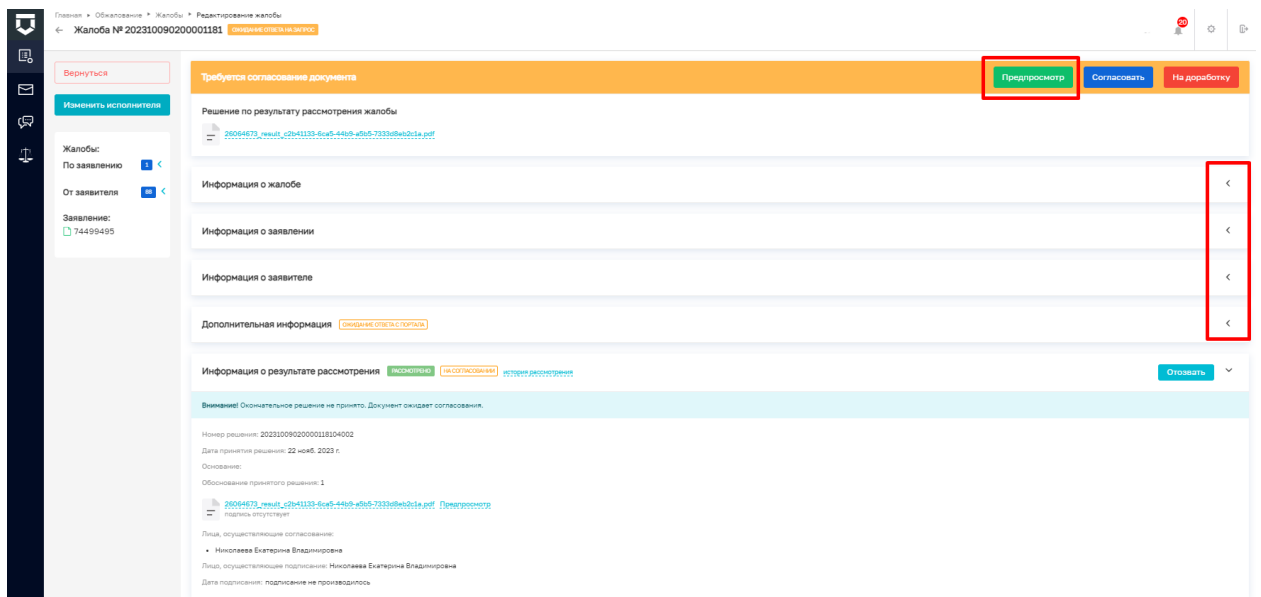 Главная • Обжалование • Жалобы • Редактирование жалобы
← Жалоба № 202310090200001181 ОЖИДАНИЕ ОТВЕТА НА ЗАПРОС
20
Вернуться
Изменить исполнителя
Жалобы:
По заявлению 1
От заявителя 86
Заявление:
74499495
Требуется согласование документа Предпросмотр Согласовать На доработку
Решение по результату рассмотрения жалобы
26064673_result_c2b41133-6ca5-44b9-a5b5-7333d8eb2c1a.pdf
Информация о жалобе
Информация о заявлении
Информация о заявителе
Дополнительная информация ОЖИДАНИЕ ОТВЕТА С ПОРТАЛА
Информация о результате рассмотрения РАССМОТРЕНО НА СОГЛАСОВАНИИ история рассмотрения Отозвать
Внимание! Окончательное решение не принято. Документ ожидает согласования.
Номер решения: 20231009020000118104002
Дата принятия решения: 22 нояб. 2023 г.
Основание:
Обоснование принятого решения: 1
26064673_result_c2b41133-6ca5-44b9-a5b5-7333d8eb2c1a.pdf Предпросмотр
подпись отсутствует
Лица, осуществляющие согласование:
• Николаева Екатерина Владимировна
Лицо, осуществляющее подписание: Николаева Екатерина Владимировна
Дата подписания: подписание не производилось